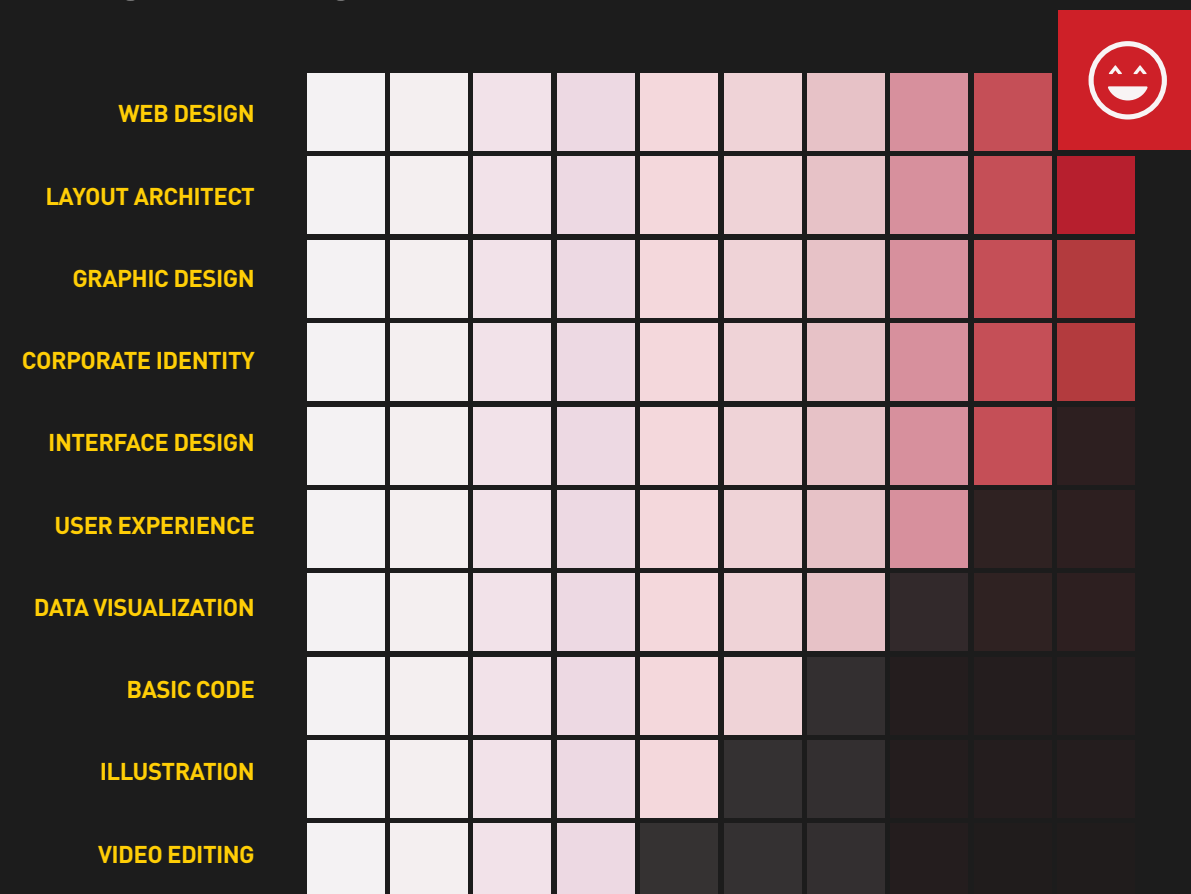 WEB DESIGN
LAYOUT ARCHITECT
GRAPHIC DESIGN
CORPORATE IDENTITY
INTERFACE DESIGN
USER EXPERIENCE
DATA VISUALIZATION
BASIC CODE
ILLUSTRATION
VIDEO EDITING